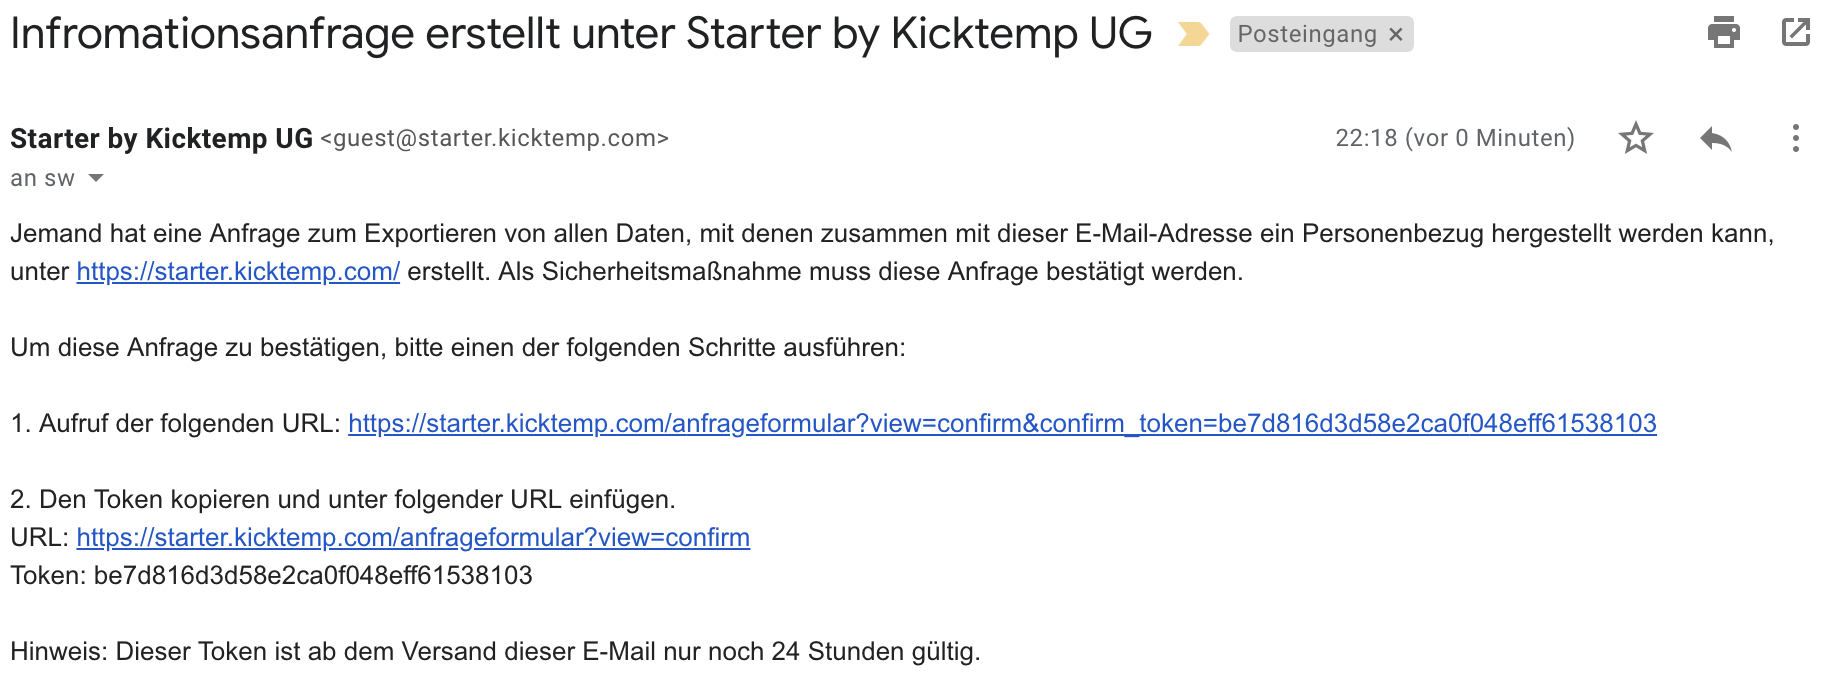 Infromationsanfrage erstellt unter Starter by Kicktemp UG Posteingang ×
Starter by Kicktemp UG <guest@starter.kicktemp.com> 22:18 (vor 0 Minuten)
an sw
Jemand hat eine Anfrage zum Exportieren von allen Daten, mit denen zusammen mit dieser E-Mail-Adresse ein Personenbezug hergestellt werden kann,
unter https://starter.kicktemp.com/ erstellt. Als Sicherheitsmaßnahme muss diese Anfrage bestätigt werden.
Um diese Anfrage zu bestätigen, bitte einen der folgenden Schritte ausführen:
1. Aufruf der folgenden URL: https://starter.kicktemp.com/anfrageformular?view=confirm&confirm_token=be7d816d3d58e2ca0f048eff61538103
2. Den Token kopieren und unter folgender URL einfügen.
URL: https://starter.kicktemp.com/anfrageformular?view=confirm
Token: be7d816d3d58e2ca0f048eff61538103
Hinweis: Dieser Token ist ab dem Versand dieser E-Mail nur noch 24 Stunden gültig.